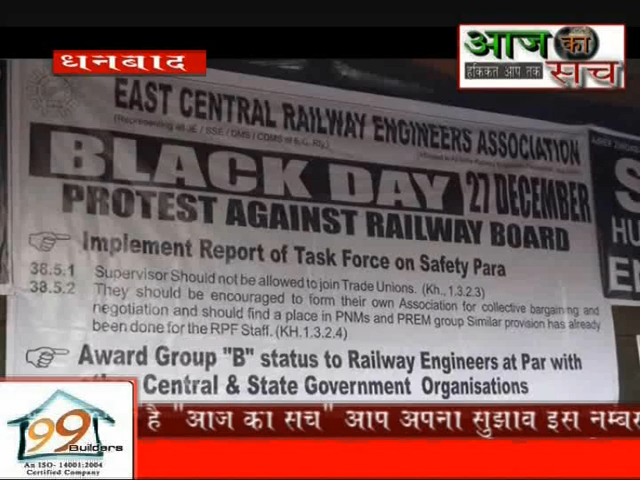 धनबाद
आज की सच
हकिकत आप तक
EAST CENTRAL RAILWAY ENGINEERS ASSOCIATION
BLACK DAY 27 DECEMBER
PROTEST AGAINST RAILWAY BOARD
Implement Report of Task Force on Safety Para
38.5.1 Supervisor Should not be allowed to join Trade Unions. (Kh., 1.3.2.3)
38.5.2 They should be encouraged to form their own Association for collective bargaining and
negotiation and should find a place in PNMs and PREM group Similar provision has already
been done for the RPF Staff. (KH.1.3.2.4)
Award Group "B" status to Railway Engineers at Par with
Central & State Government Organisations
है "आज का सच" आप अपना सुझाव इस नम्बर
99
Builders
An ISO- 14001:2004
Certified Company